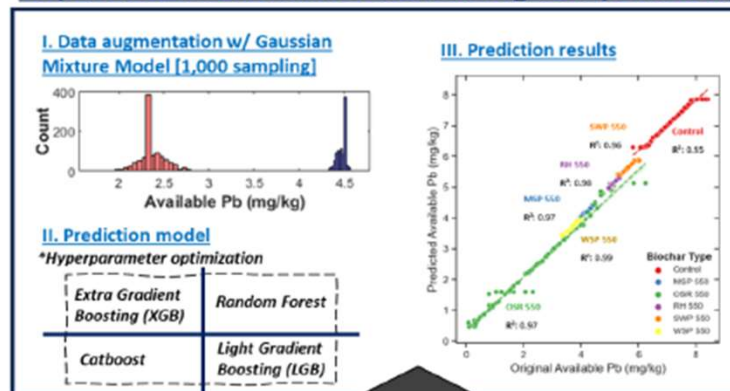 I. Data augmentation w/ Gaussian
Mixture Model [1,000 sampling]
400
200
0
Count
2
2.5
3
3.5
4
4.5
Available Pb (mg/kg)
II. Prediction model
*Hyperparameter optimization
Extra Gradient
Boosting (XGB)
Random Forest
Catboost
Light Gradient
Boosting (LGB)
III. Prediction results
Predicted Available Pb (mg/kg)
8
7
6
5
4
3
2
1
0
SWP 550
R²: 0.96
Control
R²: 0.95
RH 550
R²: 0.98
MSP 550
R²: 0.97
WSP 550
R²: 0.99
OSR 550
R²: 0.97
Biochar Type
Control
MSP 550
OSR 550
RH 550
SWP 550
WSP 550
0
2
4
6
8
Original Available Pb (mg/kg)